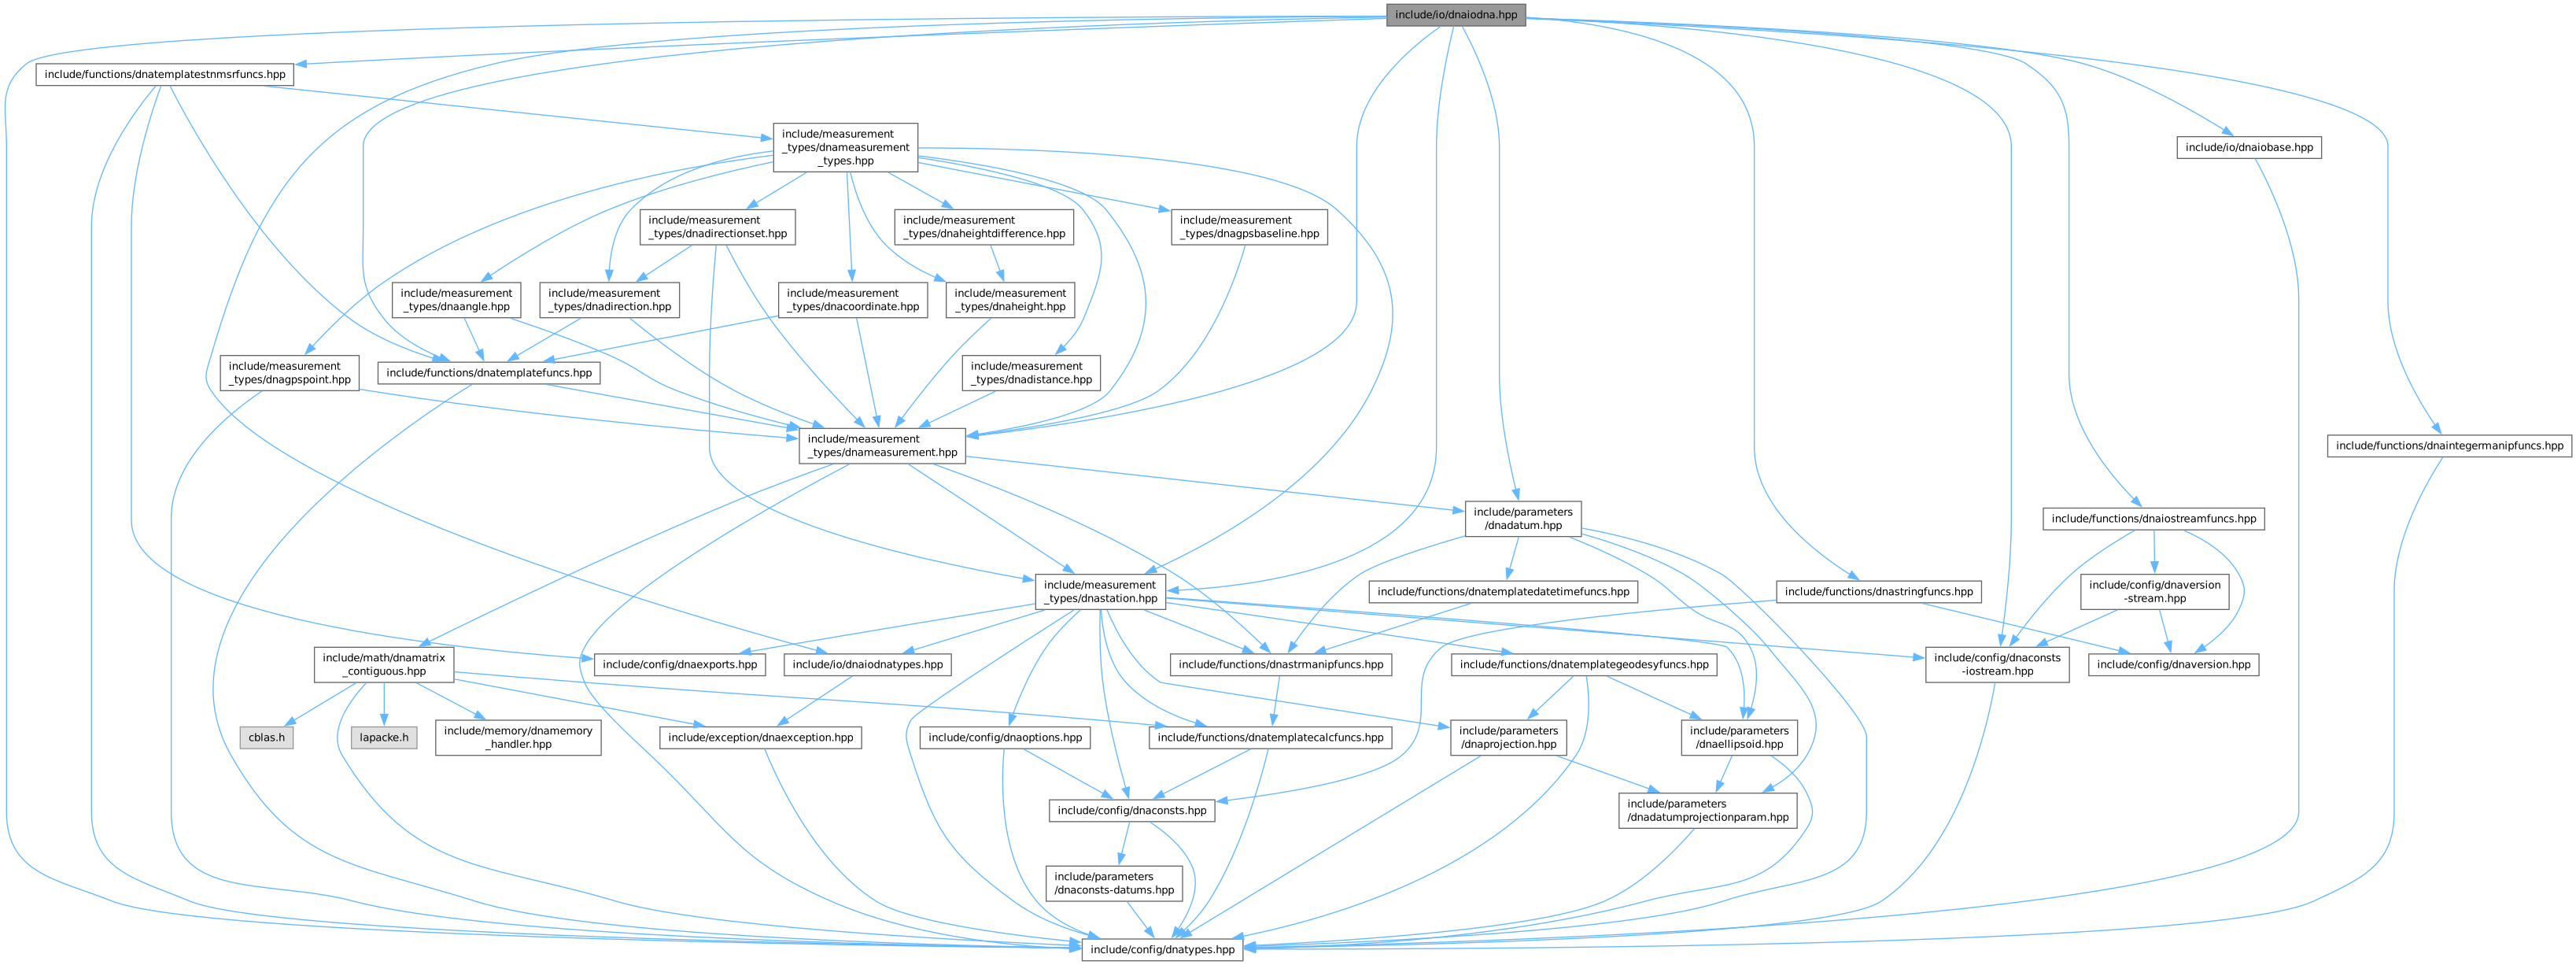 include/io/dnaiodna.hpp
include/functions/dnatemplatestnmsrfuncs.hpp
include/measurement
_types/dnameasurement
_types.hpp
include/io/dnaiobase.hpp
include/measurement
_types/dnadirectionset.hpp
include/measurement
_types/dnaheightdifference.hpp
include/measurement
_types/dnagpsbaseline.hpp
include/measurement
_types/dnaangle.hpp
include/measurement
_types/dnadirection.hpp
include/measurement
_types/dnacoordinate.hpp
include/measurement
_types/dnaheight.hpp
include/measurement
_types/dnagpspoint.hpp
include/functions/dnatemplatefuncs.hpp
include/measurement
_types/dnadistance.hpp
include/measurement
_types/dnameasurement.hpp
include/functions/dnaintegermanipfuncs.hpp
include/parameters
/dnadatum.hpp
include/functions/dnaiostreamfuncs.hpp
include/measurement
_types/dnastation.hpp
include/functions/dnatemplatedatetimefuncs.hpp
include/functions/dnastringfuncs.hpp
include/config/dnaversion
-stream.hpp
include/math/dnamatrix
_contiguous.hpp
include/config/dnaexports.hpp
include/io/dnaiodnatypes.hpp
include/functions/dnastrmanipfuncs.hpp
include/functions/dnatemplategeodesyfuncs.hpp
include/config/dnaconsts
-iostream.hpp
include/config/dnaversion.hpp
cblas.h
lapacke.h
include/memory/dnamemory
_handler.hpp
include/exception/dnaexception.hpp
include/config/dnaoptions.hpp
include/functions/dnatemplatecalcfuncs.hpp
include/parameters
/dnaprojection.hpp
include/parameters
/dnaellipsoid.hpp
include/config/dnaconsts.hpp
include/parameters
/dnadatumprojectionparam.hpp
include/parameters
/dnaconsts-datums.hpp
include/config/dnatypes.hpp